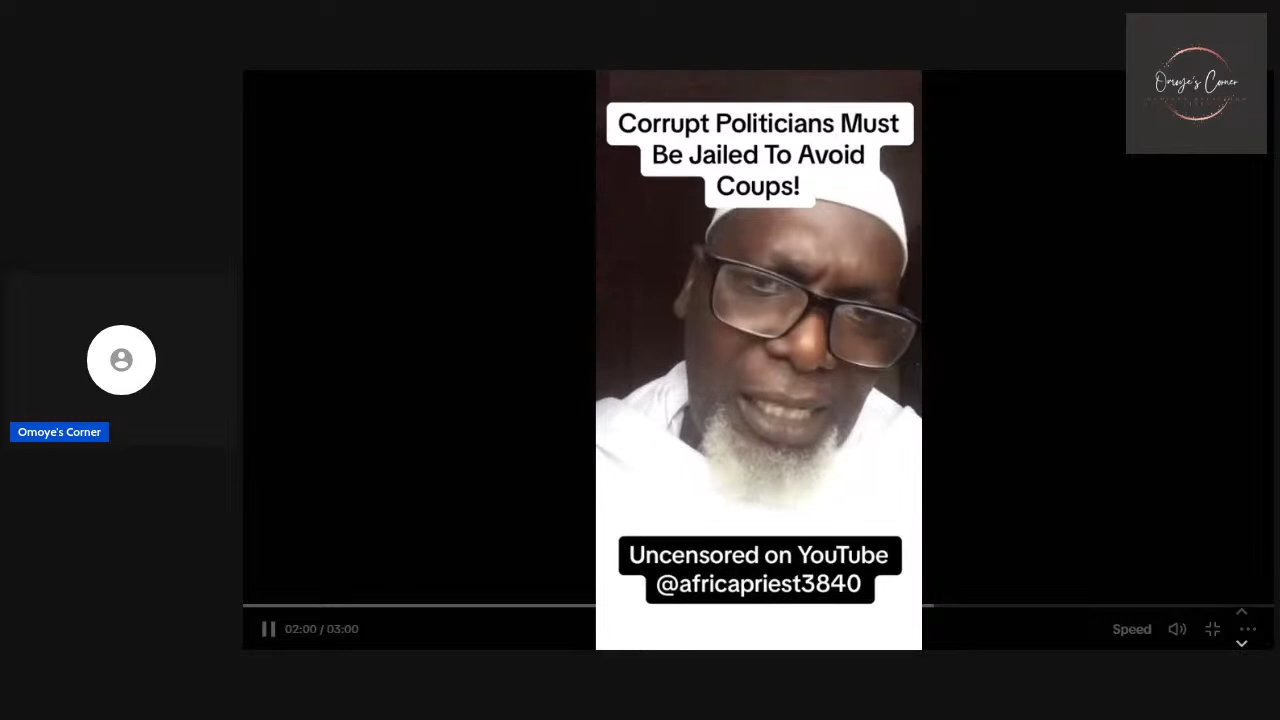 Omoye's Corner
Corrupt Politicians Must
Be Jailed To Avoid
Coups!
Omoye's Corner
Uncensored on YouTube
@africapriest3840
02:00 / 03:00
Speed